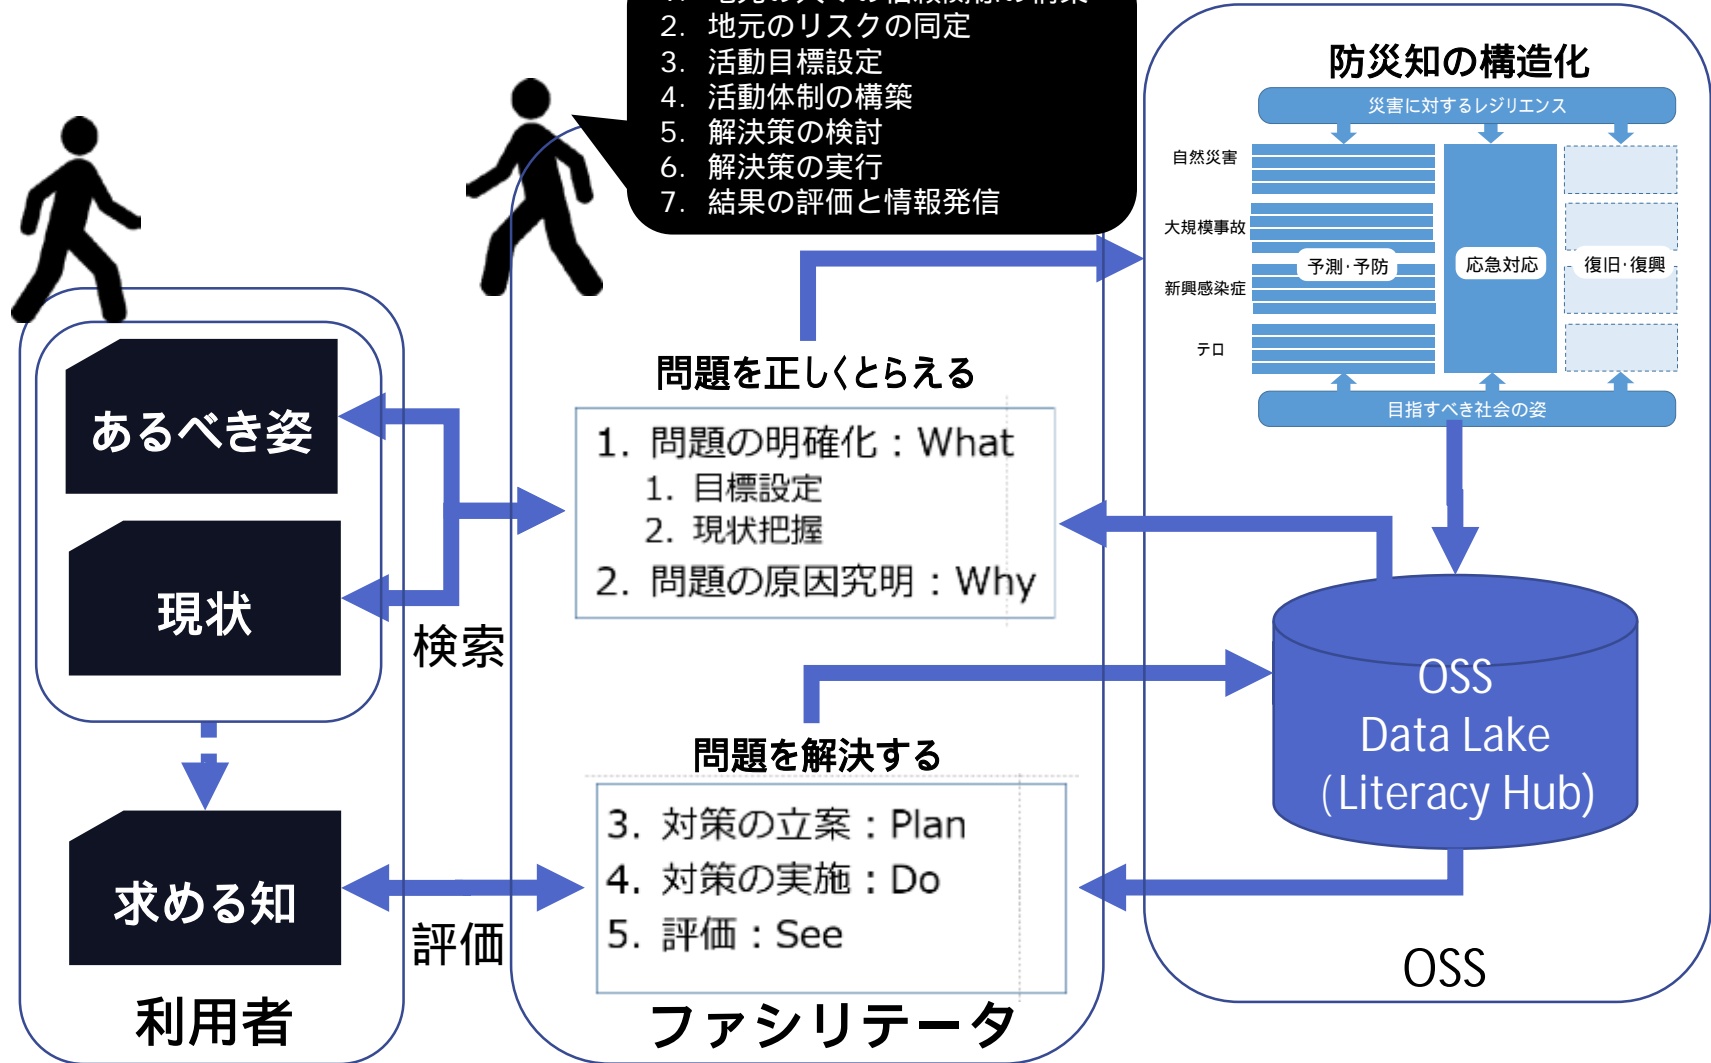 2. 地元のリスクの同定
3. 活動目標設定
4. 活動体制の構築
5. 解決策の検討
6. 解決策の実行
7. 結果の評価と情報発信
防災知の構造化
災害に対するレジリエンス
自然災害
大規模事故
新興感染症
テロ
予測・予防
応急対応
復旧・復興
目指すべき社会の姿
あるべき姿
現状
検索
求める知
評価
利用者
問題を正しくとらえる
1. 問題の明確化：What
1. 目標設定
2. 現状把握
2. 問題の原因究明：Why
問題を解決する
3. 対策の立案：Plan
4. 対策の実施：Do
5. 評価：See
ファシリテータ
OSS
Data Lake
(Literacy Hub)
OSS